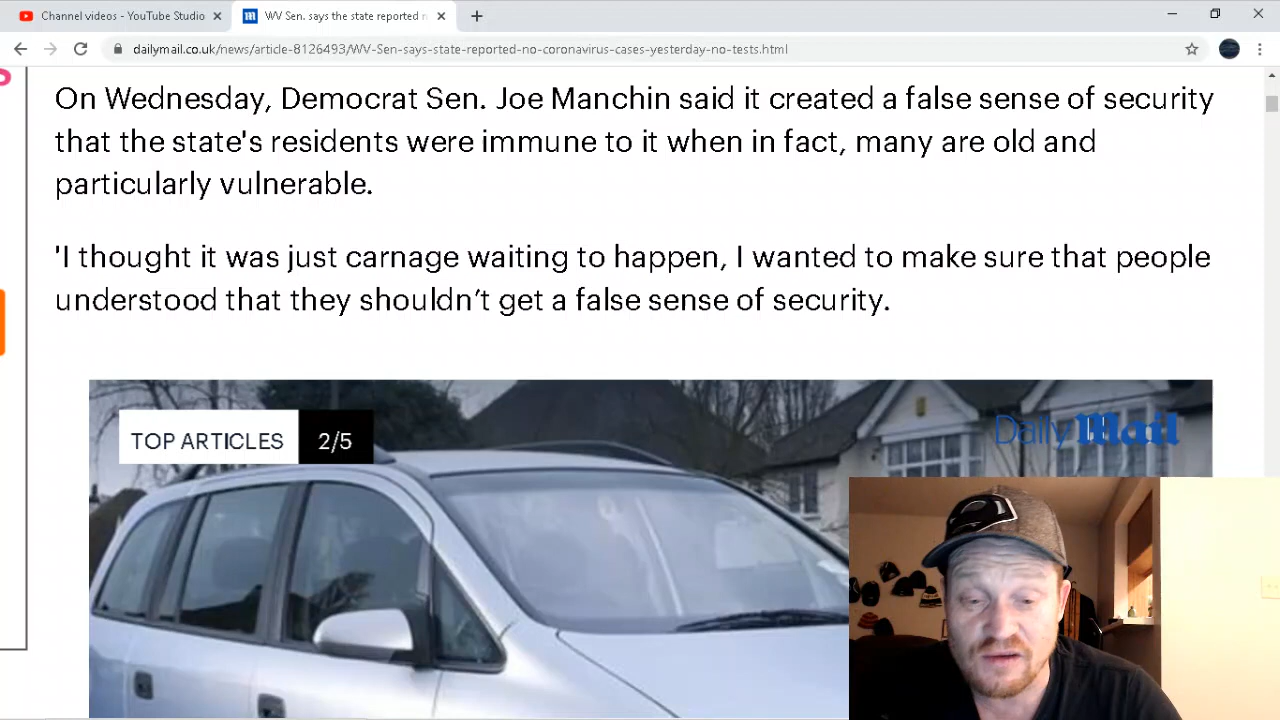 Channel videos - YouTube Studio
WV Sen. says the state reported n
dailymail.co.uk/news/article-8126493/WV-Sen-says-state-reported-no-coronavirus-cases-yesterday-no-tests.html
On Wednesday, Democrat Sen. Joe Manchin said it created a false sense of security
that the state's residents were immune to it when in fact, many are old and
particularly vulnerable.
'I thought it was just carnage waiting to happen, I wanted to make sure that people
understood that they shouldn’t get a false sense of security.
TOP ARTICLES 2/5
Daily Mail